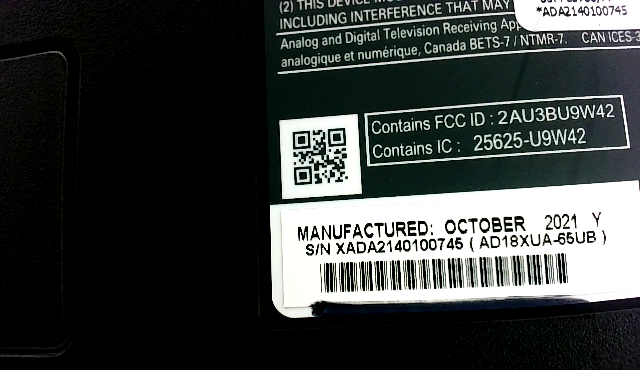 (2) THIS DEVICE
INCLUDING INTERFERENCE THAT MAY
*ADA2140100745
Analog and Digital Television Receiving
analogique et numérique, Canada BETS-7 / NTMR-7. CAN ICES-3
Contains FCC ID : 2AU3BU9W42
Contains IC : 25625-U9W42
MANUFACTURED: OCTOBER 2021 Y
S/N XADA2140100745 ( AD18XUA-65UB )